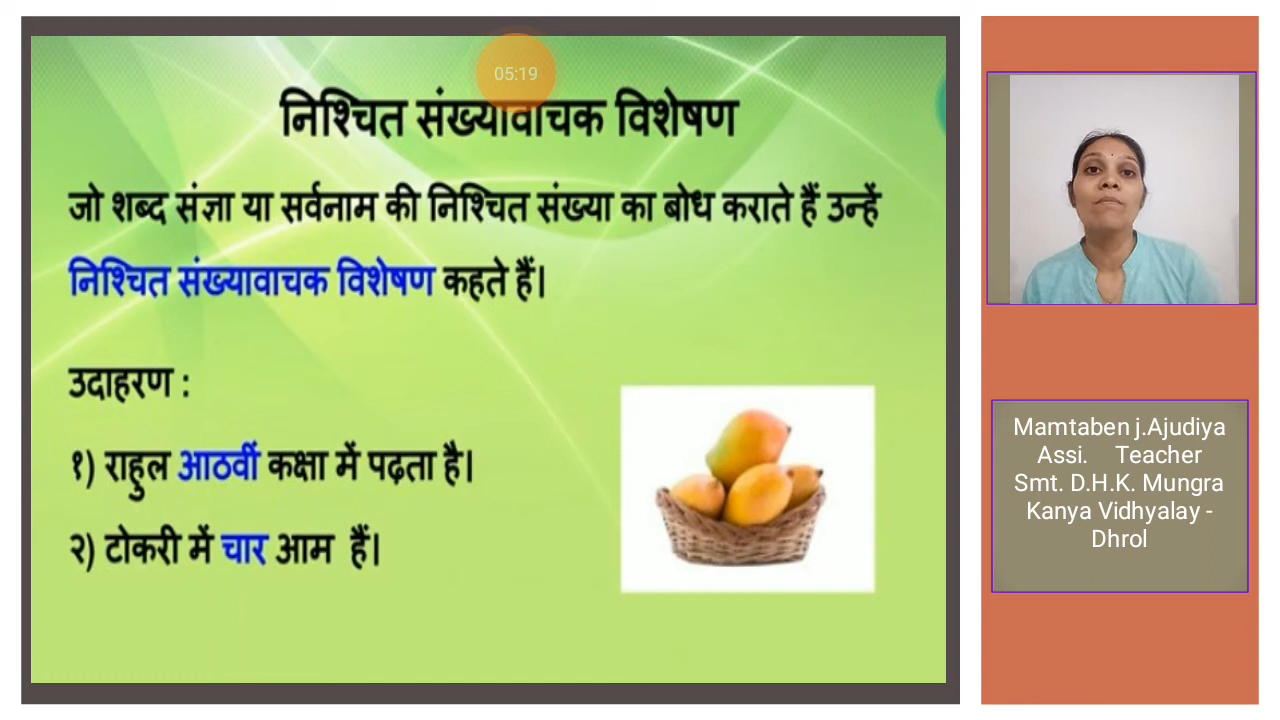 05:19
निश्चित संख्यावाचक विशेषण
जो शब्द संज्ञा या सर्वनाम की निश्चित संख्या का बोध कराते हैं उन्हें
निश्चित संख्यावाचक विशेषण कहते हैं।
उदाहरण :
१) राहुल आठवीं कक्षा में पढ़ता है।
२) टोकरी में चार आम हैं।
Mamtaben j.Ajudiya
Assi. Teacher
Smt. D.H.K. Mungra
Kanya Vidhyalay -
Dhrol